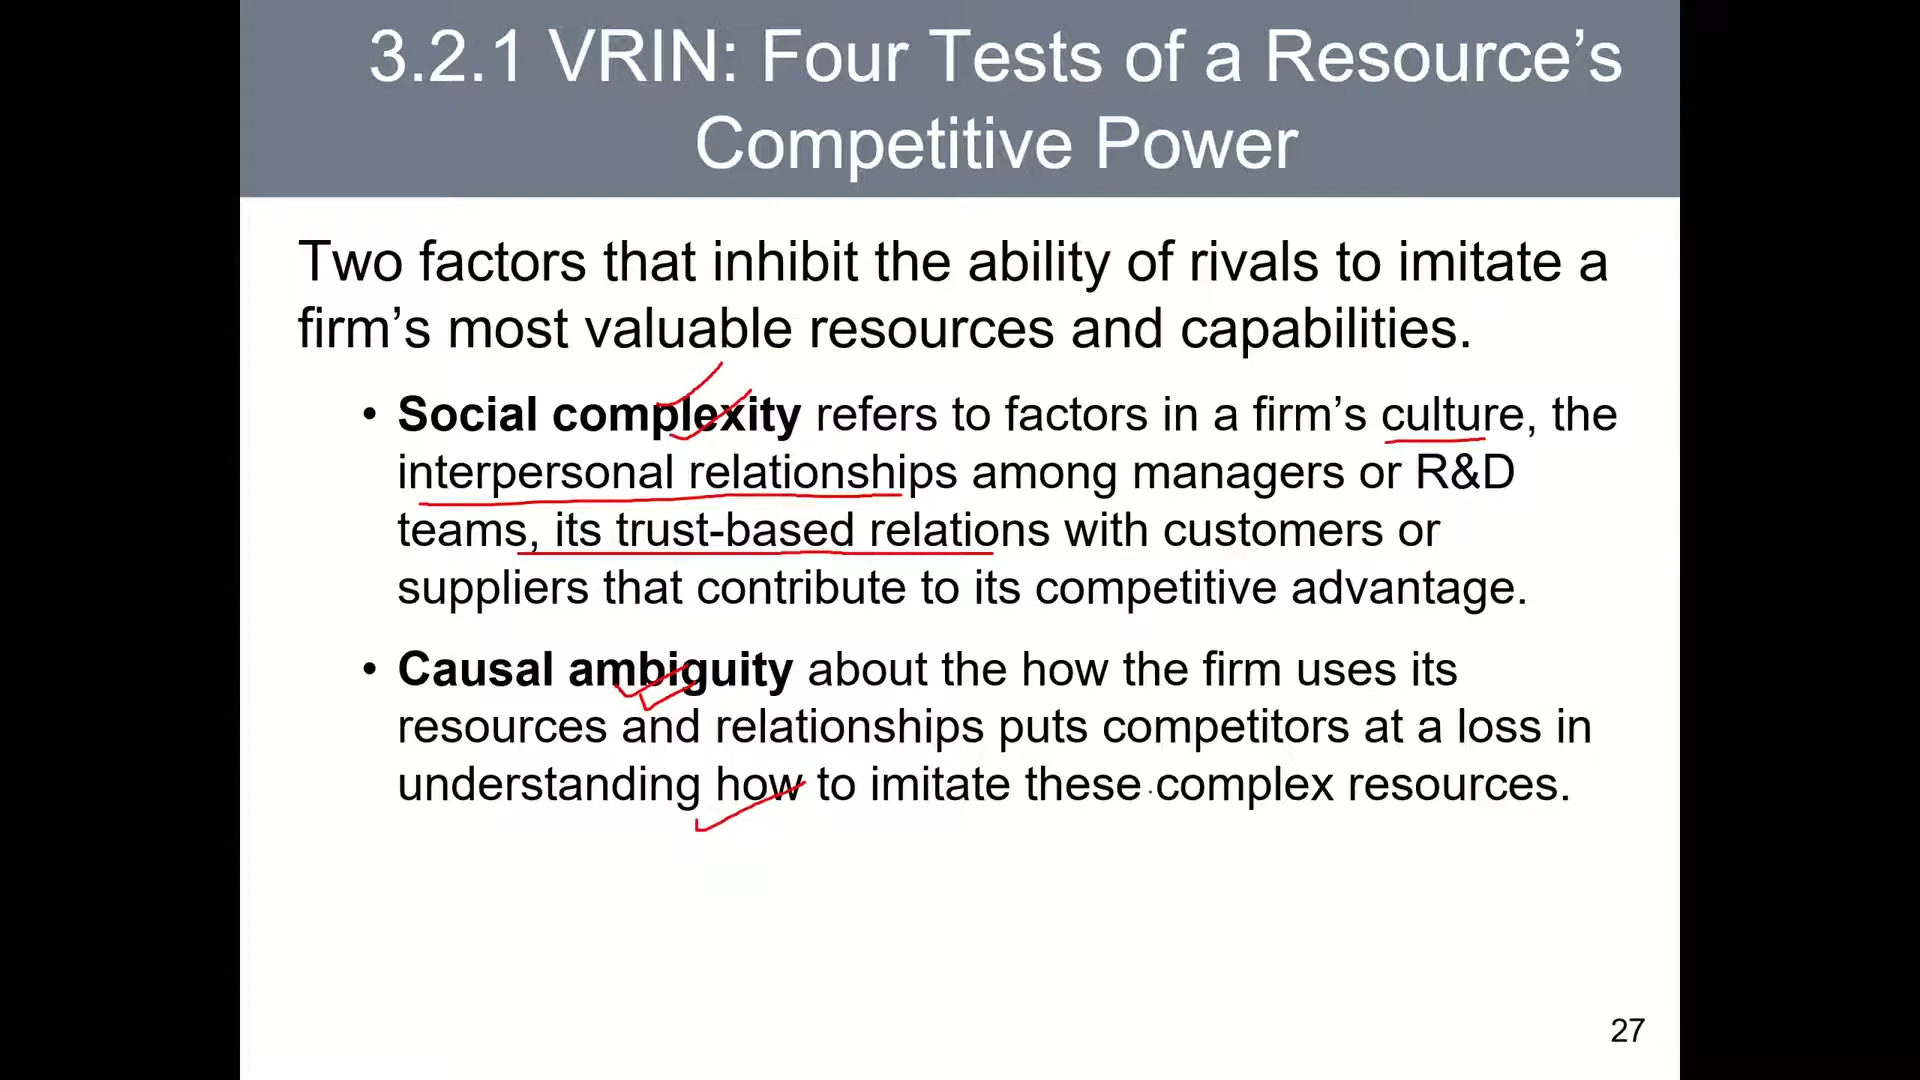 3.2.1 VRIN: Four Tests of a Resource’s
Competitive Power
Two factors that inhibit the ability of rivals to imitate a
firm’s most valuable resources and capabilities.
• Social complexity refers to factors in a firm’s culture, the
interpersonal relationships among managers or R&D
teams, its trust-based relations with customers or
suppliers that contribute to its competitive advantage.
• Causal ambiguity about the how the firm uses its
resources and relationships puts competitors at a loss in
understanding how to imitate these complex resources.
27